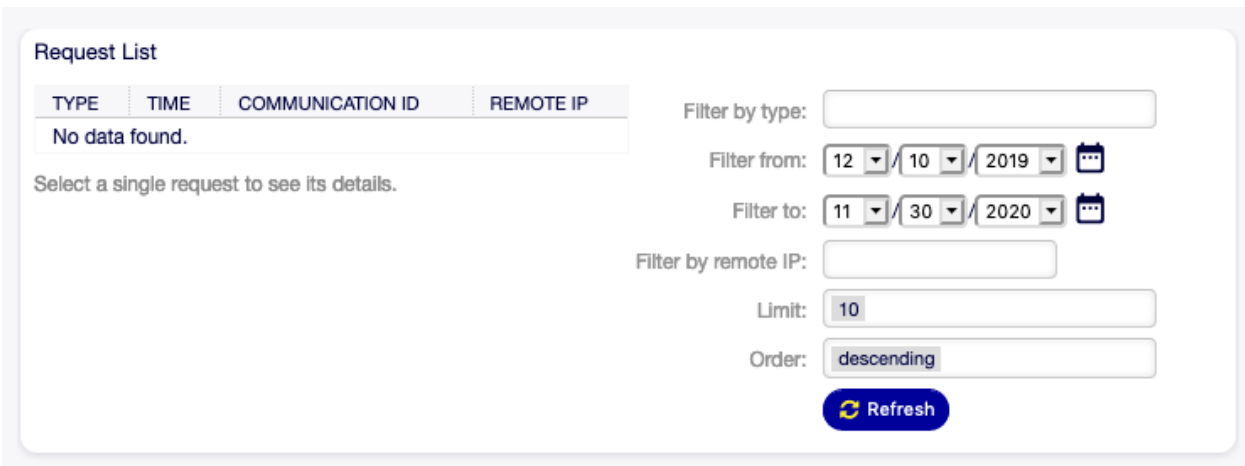 Request List
TYPE TIME COMMUNICATION ID REMOTE IP
No data found.
Select a single request to see its details.
Filter by type:
Filter from: 12 / 10 / 2019
Filter to: 11 / 30 / 2020
Filter by remote IP:
Limit: 10
Order: descending
Refresh